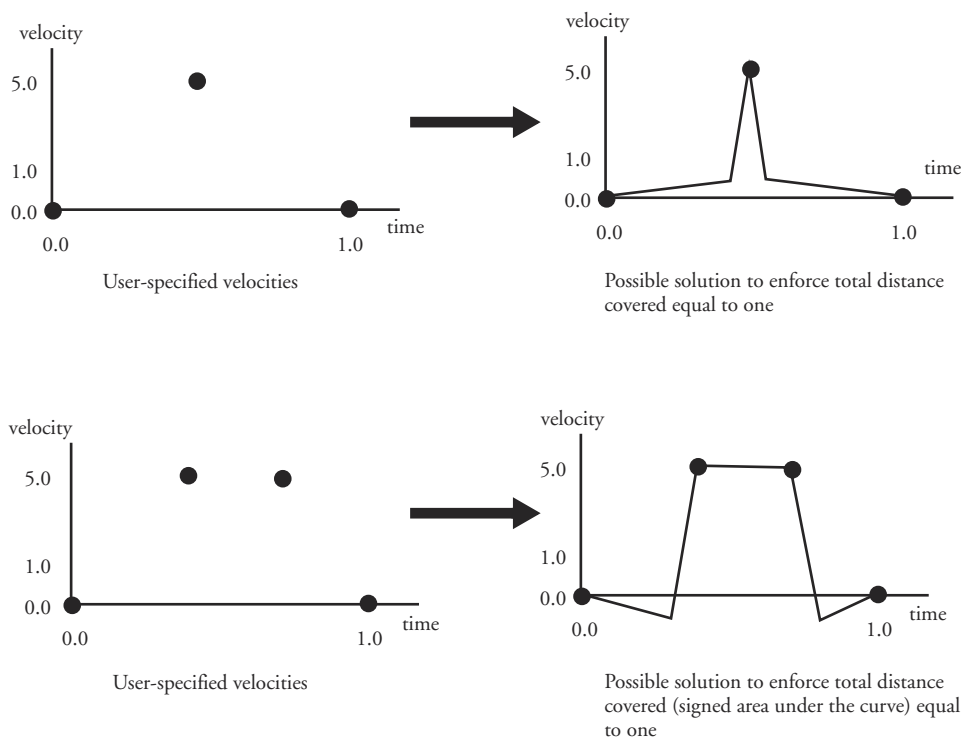 velocity
5.0
1.0
0.0
0.0
1.0
time
User-specified velocities
velocity
5.0
1.0
0.0
time
0.0
1.0
Possible solution to enforce total distance
covered equal to one
velocity
5.0
1.0
0.0
0.0
1.0
time
User-specified velocities
velocity
5.0
1.0
0.0
0.0
1.0
time
Possible solution to enforce total distance
covered (signed area under the curve) equal
to one